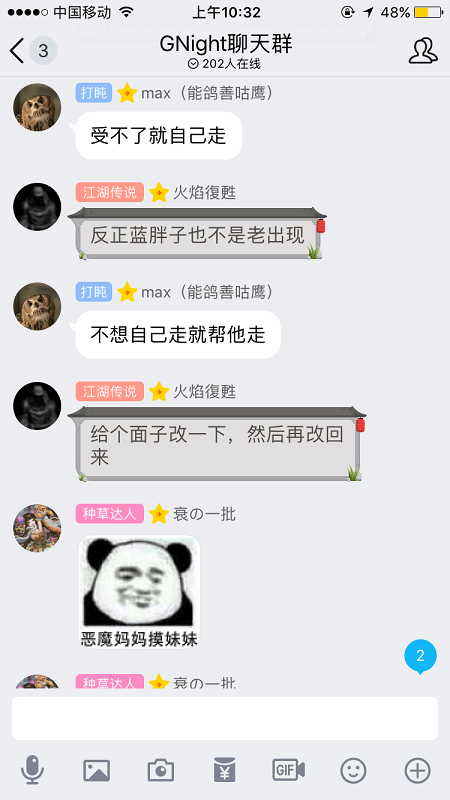 中国移动
上午10:32
48%
3
GNight聊天群
202人在线
打盹 max（能鸽善咕鹰）
受不了就自己走
江湖传说 火焰復甦
反正蓝胖子也不是老出现
打盹 max（能鸽善咕鹰）
不想自己走就帮他走
江湖传说 火焰復甦
给个面子改一下，然后再改回
来
种草达人 衰の一批
恶魔妈妈摸妹妹
2
种草达人 衰の一批
¥
GIF